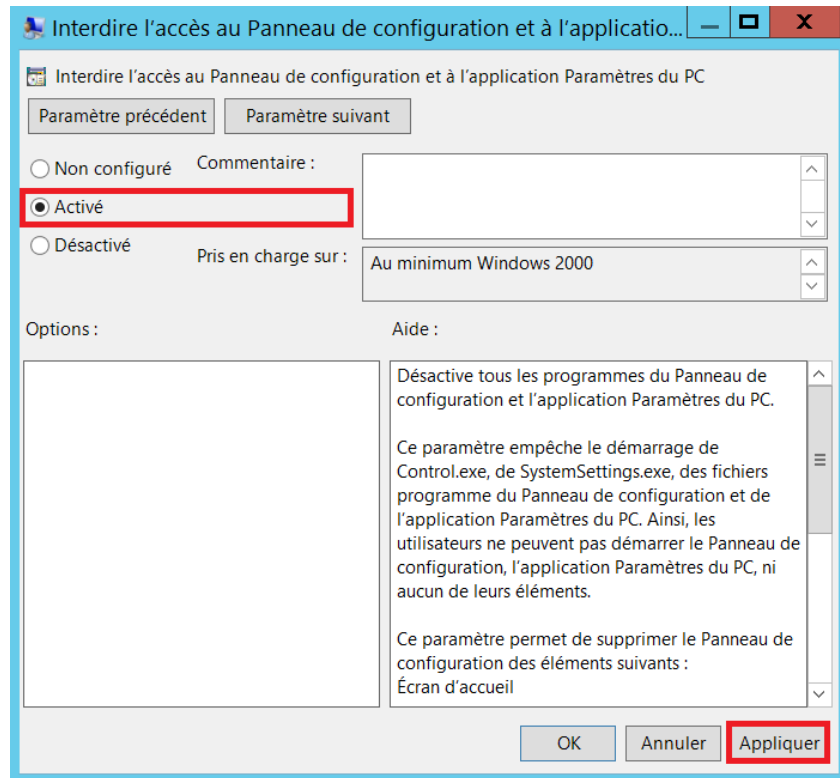 Interdire l'accès au Panneau de configuration et à l'applicatio...
Interdire l'accès au Panneau de configuration et à l'application Paramètres du PC
Paramètre précédent Paramètre suivant
Non configuré Commentaire :
Activé
Désactivé
Pris en charge sur : Au minimum Windows 2000
Options : Aide :
Désactive tous les programmes du Panneau de
configuration et l'application Paramètres du PC.
Ce paramètre empêche le démarrage de
Control.exe, de SystemSettings.exe, des fichiers
programme du Panneau de configuration et de
l'application Paramètres du PC. Ainsi, les
utilisateurs ne peuvent pas démarrer le Panneau de
configuration, l'application Paramètres du PC, ni
aucun de leurs éléments.
Ce paramètre permet de supprimer le Panneau de
configuration des éléments suivants :
Écran d'accueil
OK Annuler Appliquer